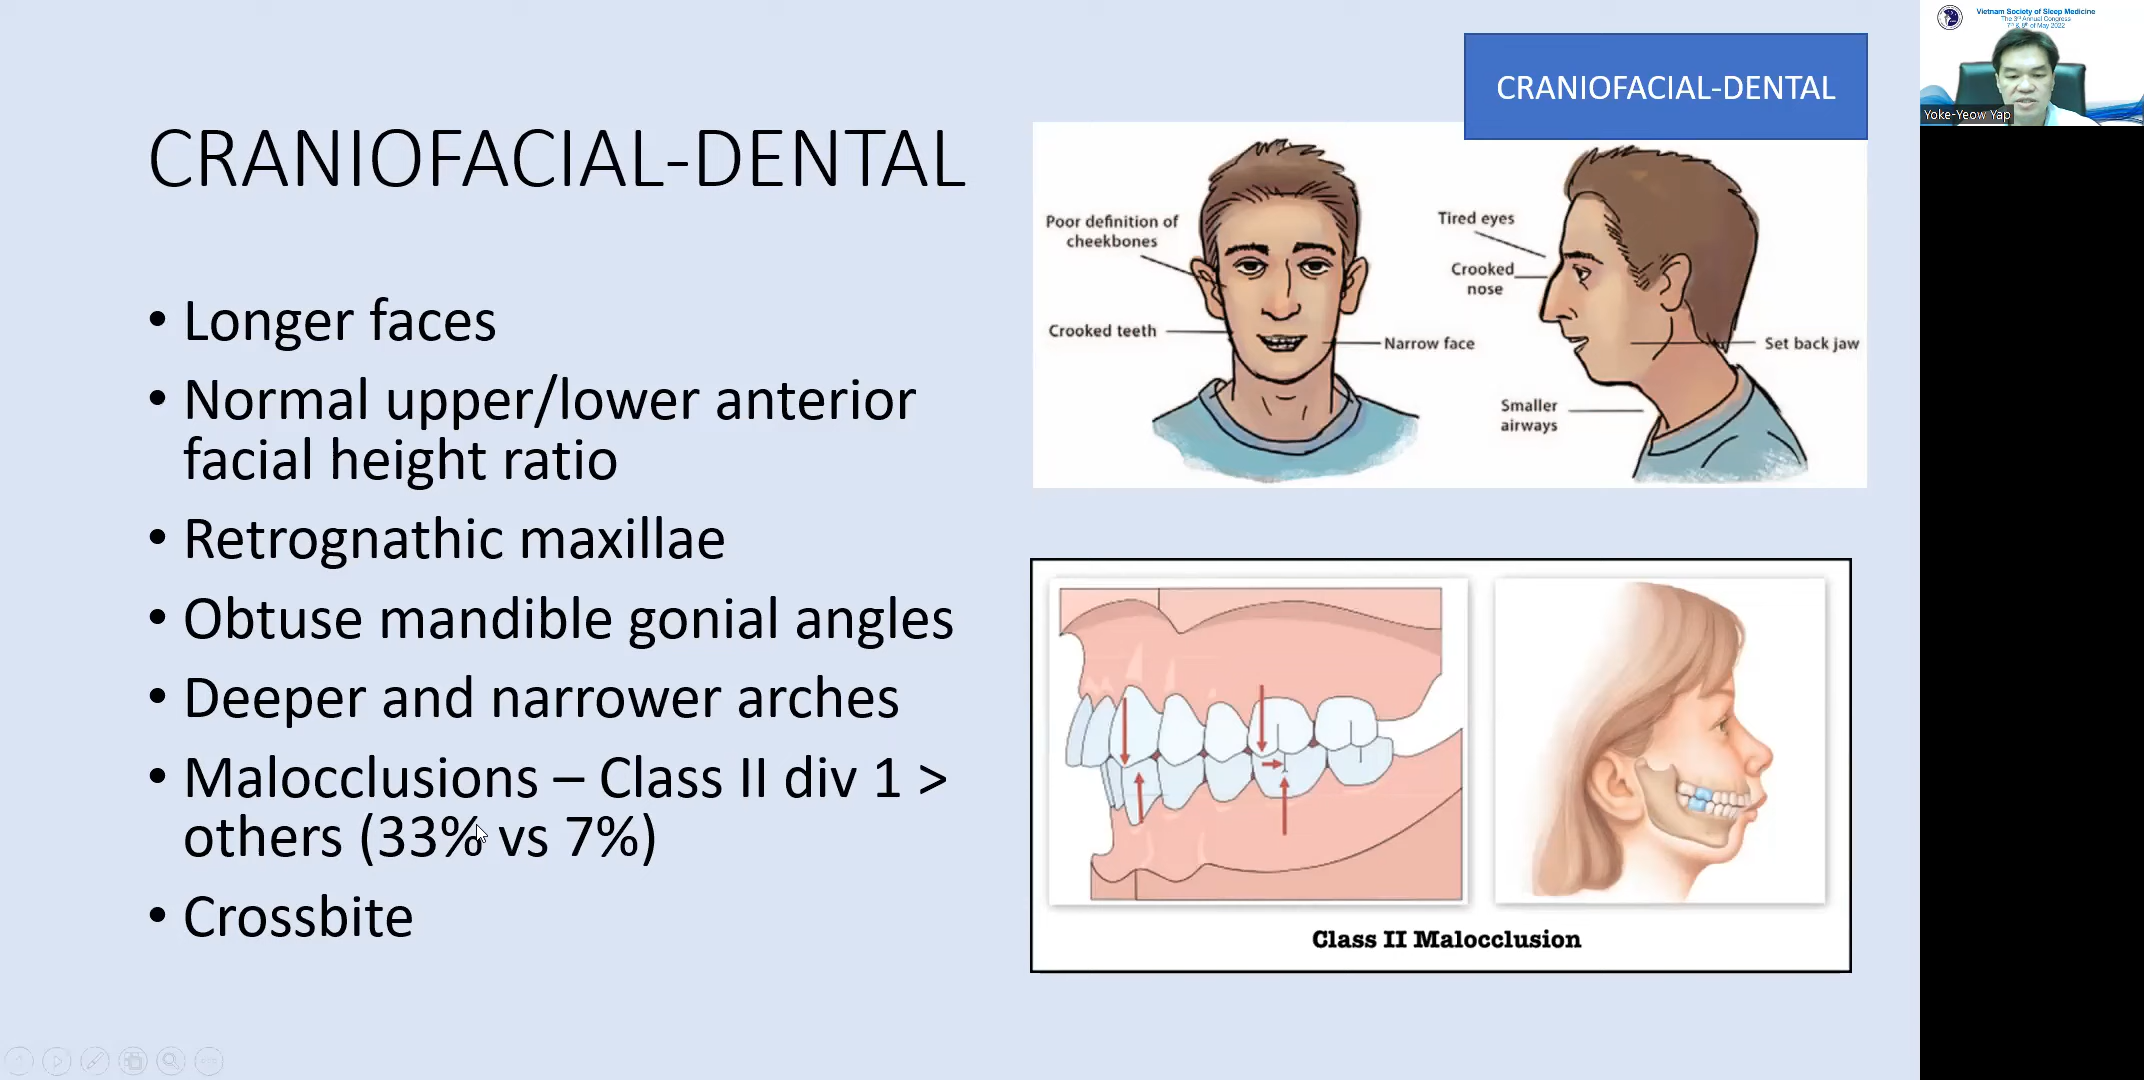 CRANIOFACIAL-DENTAL
CRANIOFACIAL-DENTAL
• Longer faces
• Normal upper/lower anterior
facial height ratio
• Retrognathic maxillae
• Obtuse mandible gonial angles
• Deeper and narrower arches
• Malocclusions – Class II div 1 >
others (33% vs 7%)
• Crossbite
Poor definition of
cheekbones
Crooked teeth
Narrow face
Tired eyes
Crooked
nose
Set back jaw
Smaller
airways
Class II Malocclusion
Vietnam Society of Sleep Medicine
The 3rd Annual Congress
7th & 8th of May 2022
Yoke-Yeow Yap